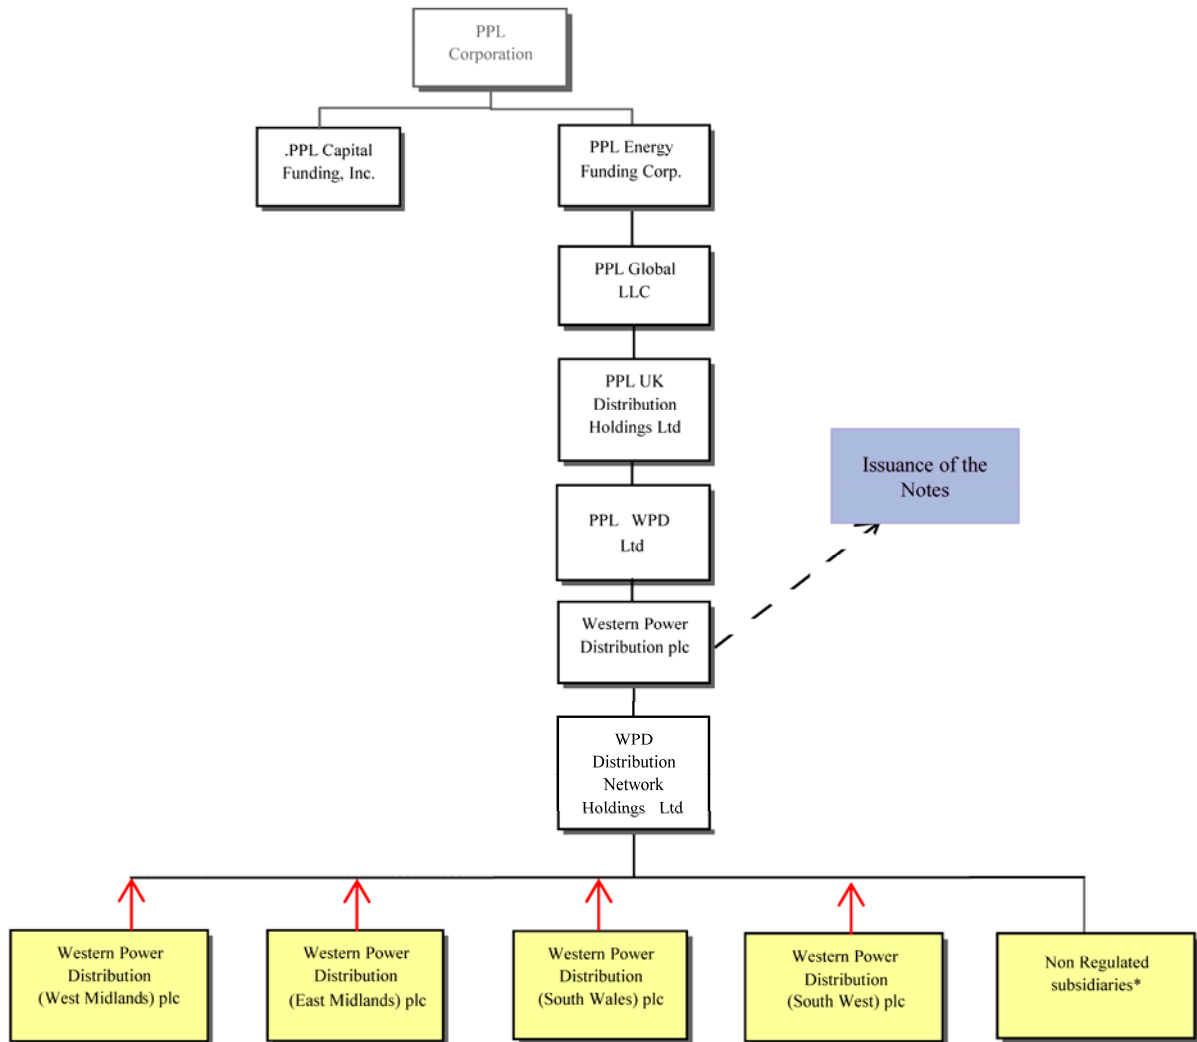 PPL
Corporation
.PPL Capital
Funding, Inc.
PPL Energy
Funding Corp.
PPL Global
LLC
PPL UK
Distribution
Holdings Ltd
Issuance of the
Notes
PPL WPD
Ltd
Western Power
Distribution plc
WPD
Distribution
Network
Holdings Ltd
Western Power
Distribution
(West Midlands) plc
Western Power
Distribution
(East Midlands) plc
Western Power
Distribution
(South Wales) plc
Western Power
Distribution
(South West) plc
Non Regulated
subsidiaries*